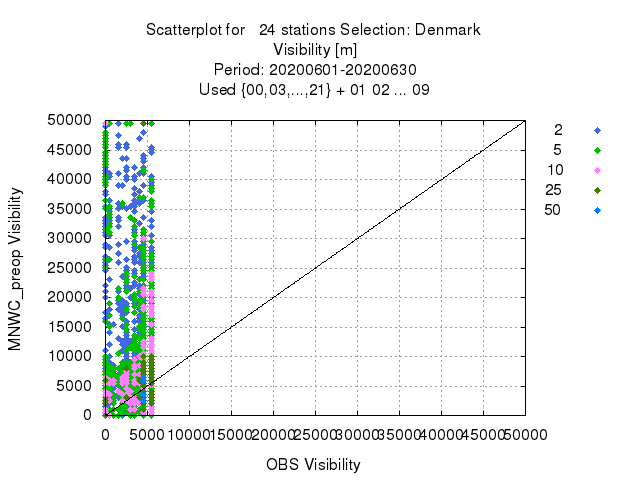 Scatterplot for 24 stations Selection: Denmark
Visibility [m]
Period: 20200601-20200630
Used {00,03,...,21} + 01 02 ... 09
50000
45000
40000
35000
30000
25000
20000
15000
10000
5000
0
MNWC_preop Visibility
2
5
10
25
50
0 5000 10000 15000 20000 25000 30000 35000 40000 45000 50000
OBS Visibility